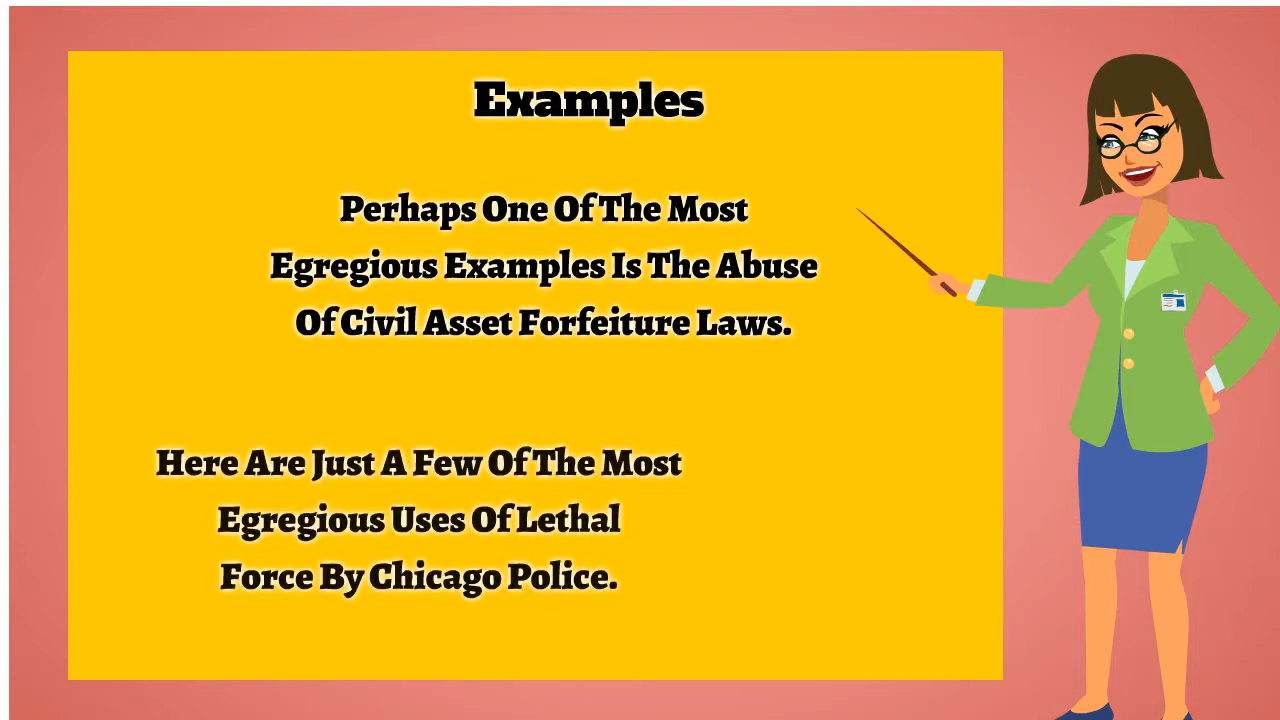 Examples
Perhaps One Of The Most
Egregious Examples Is The Abuse
Of Civil Asset Forfeiture Laws.
Here Are Just A Few Of The Most
Egregious Uses Of Lethal
Force By Chicago Police.